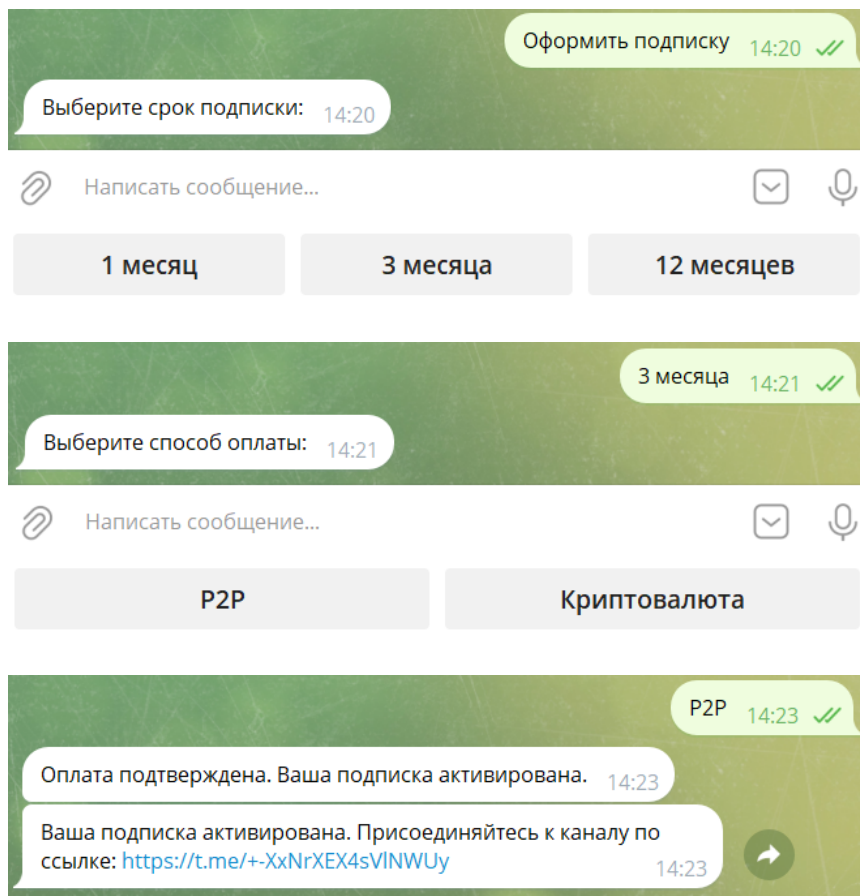 Оформить подписку 14:20
Выберите срок подписки: 14:20
Написать сообщение...
1 месяц 3 месяца 12 месяцев
3 месяца 14:21
Выберите способ оплаты: 14:21
Написать сообщение...
P2P Криптовалюта
P2P 14:23
Оплата подтверждена. Ваша подписка активирована. 14:23
Ваша подписка активирована. Присоединяйтесь к каналу по
ссылке: https://t.me/+-XxNrXEX4sVlNWUy 14:23